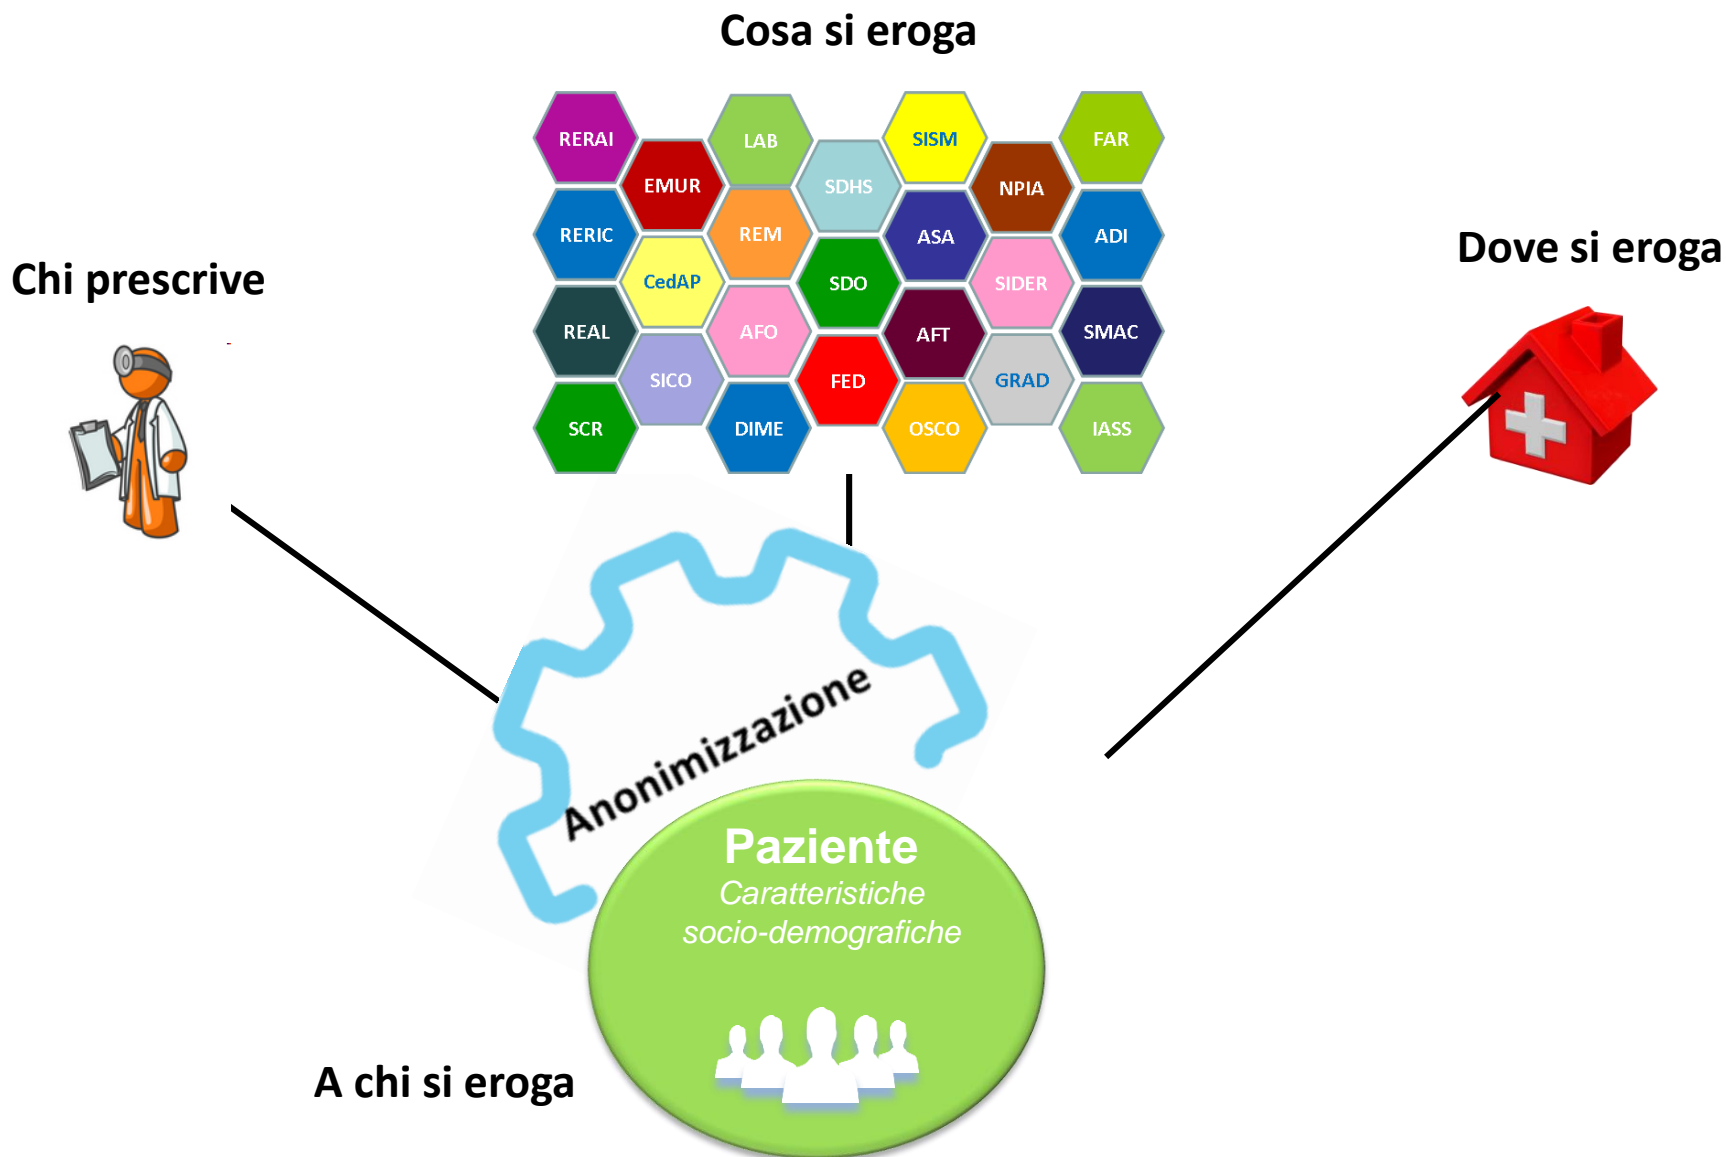 Cosa si eroga
RERAI
LAB
SISM
FAR
EMUR
SDHS
NPIA
RERIC
REM
ASA
ADI
CedAP
SDO
SIDER
REAL
AFO
AFT
SMAC
SICO
FED
GRAD
SCR
DIME
OSCO
IASS
Chi prescrive
Dove si eroga
Anonimizzazione
Paziente
Caratteristiche
socio-demografiche
A chi si eroga